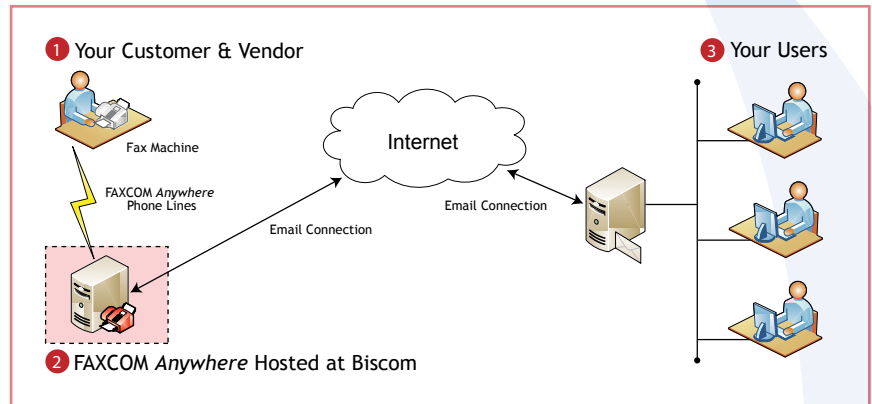 1 Your Customer & Vendor
Fax Machine
FAXCOM Anywhere
Phone Lines
2 FAXCOM Anywhere Hosted at Biscom
Email Connection
Internet
Email Connection
3 Your Users